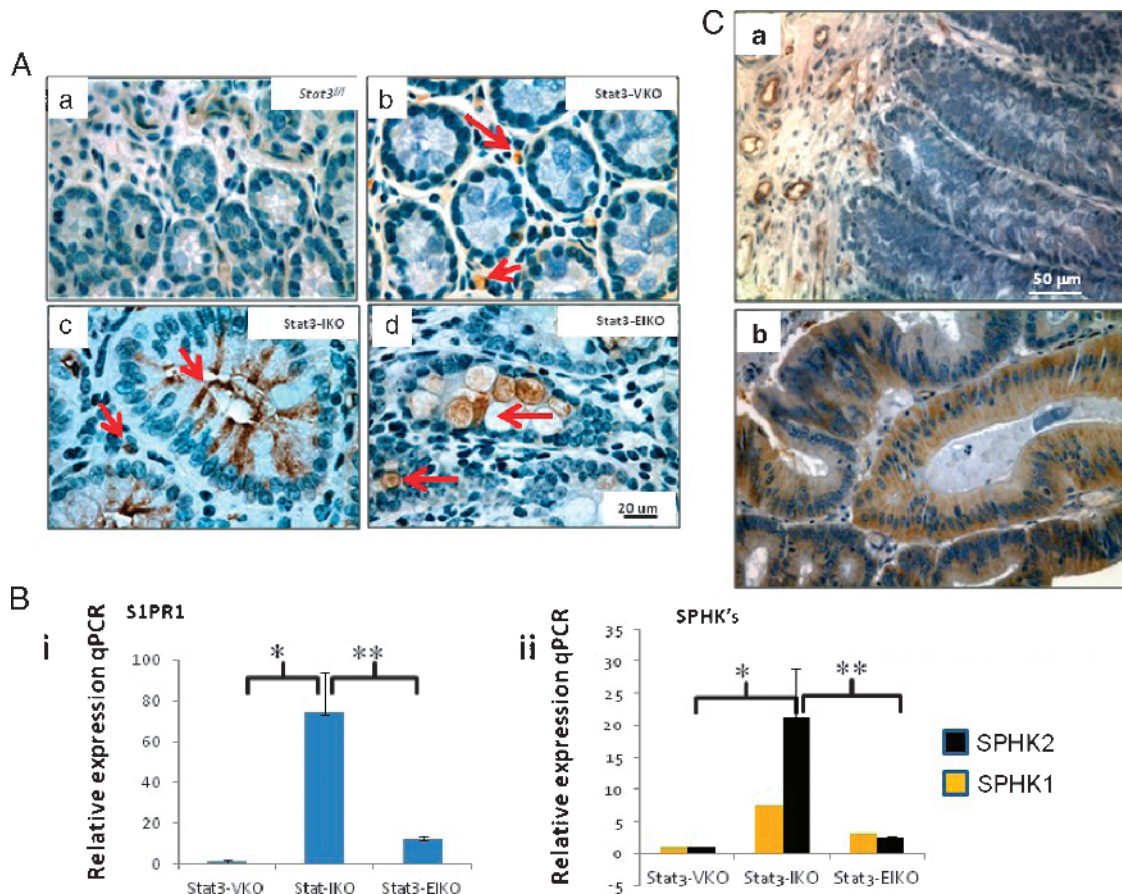 A
a
Stat3f/f
b
Stat3-VKO
c
Stat3-IKO
d
Stat3-EIKO
20 um
C
a
50 µm
b
B
i
S1PR1
Relative expression qPCR
100
80
60
40
20
0
*
**
Stat3-VKO
Stat-IKO
Stat3-EIKO
ii
SPHK's
Relative expression qPCR
35
30
25
20
15
10
5
0
-5
*
**
Stat3-VKO
Stat3-IKO
Stat3-EIKO
SPHK2
SPHK1